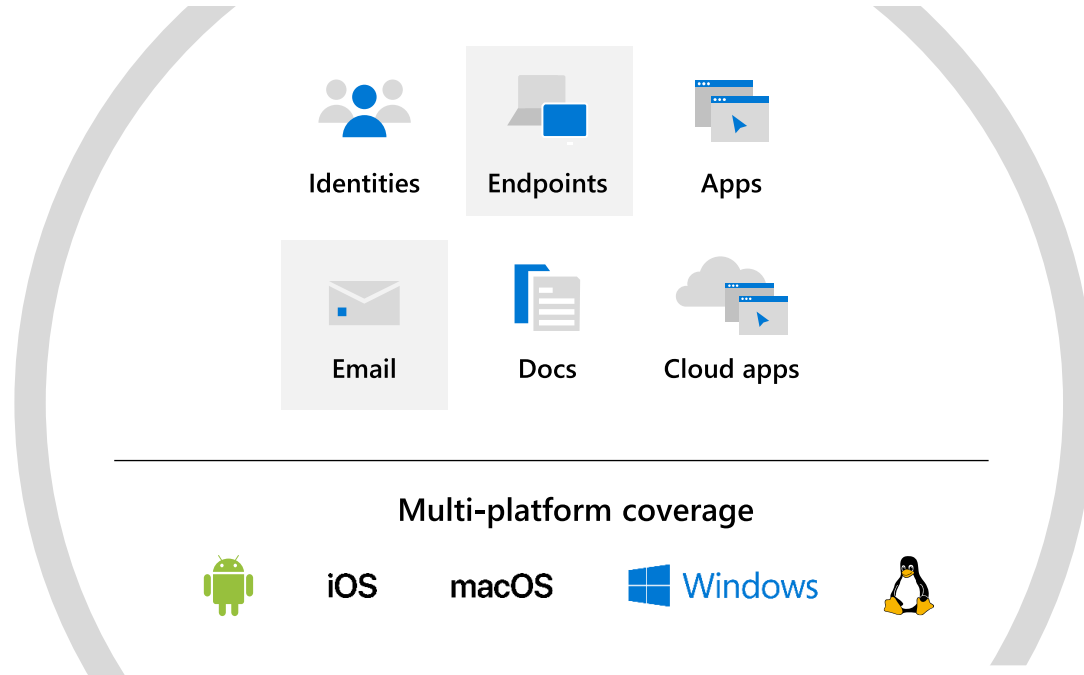 Identities
Endpoints
Apps
Email
Docs
Cloud apps
Multi-platform coverage
iOS
macOS
Windows